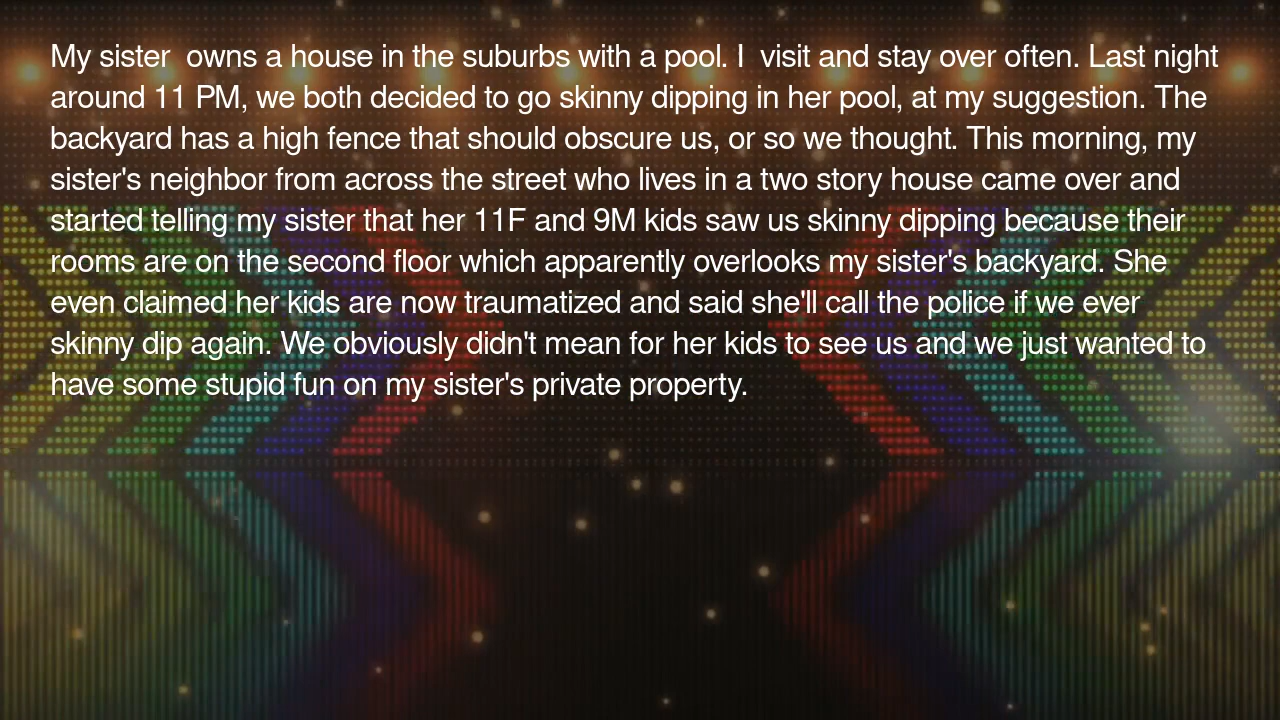 My sister  owns a house in the suburbs with a pool. I  visit and stay over often. Last night
around 11 PM, we both decided to go skinny dipping in her pool, at my suggestion. The
backyard has a high fence that should obscure us, or so we thought. This morning, my
sister's neighbor from across the street who lives in a two story house came over and
started telling my sister that her 11F and 9M kids saw us skinny dipping because their
rooms are on the second floor which apparently overlooks my sister's backyard. She
even claimed her kids are now traumatized and said she'll call the police if we ever
skinny dip again. We obviously didn't mean for her kids to see us and we just wanted to
have some stupid fun on my sister's private property.